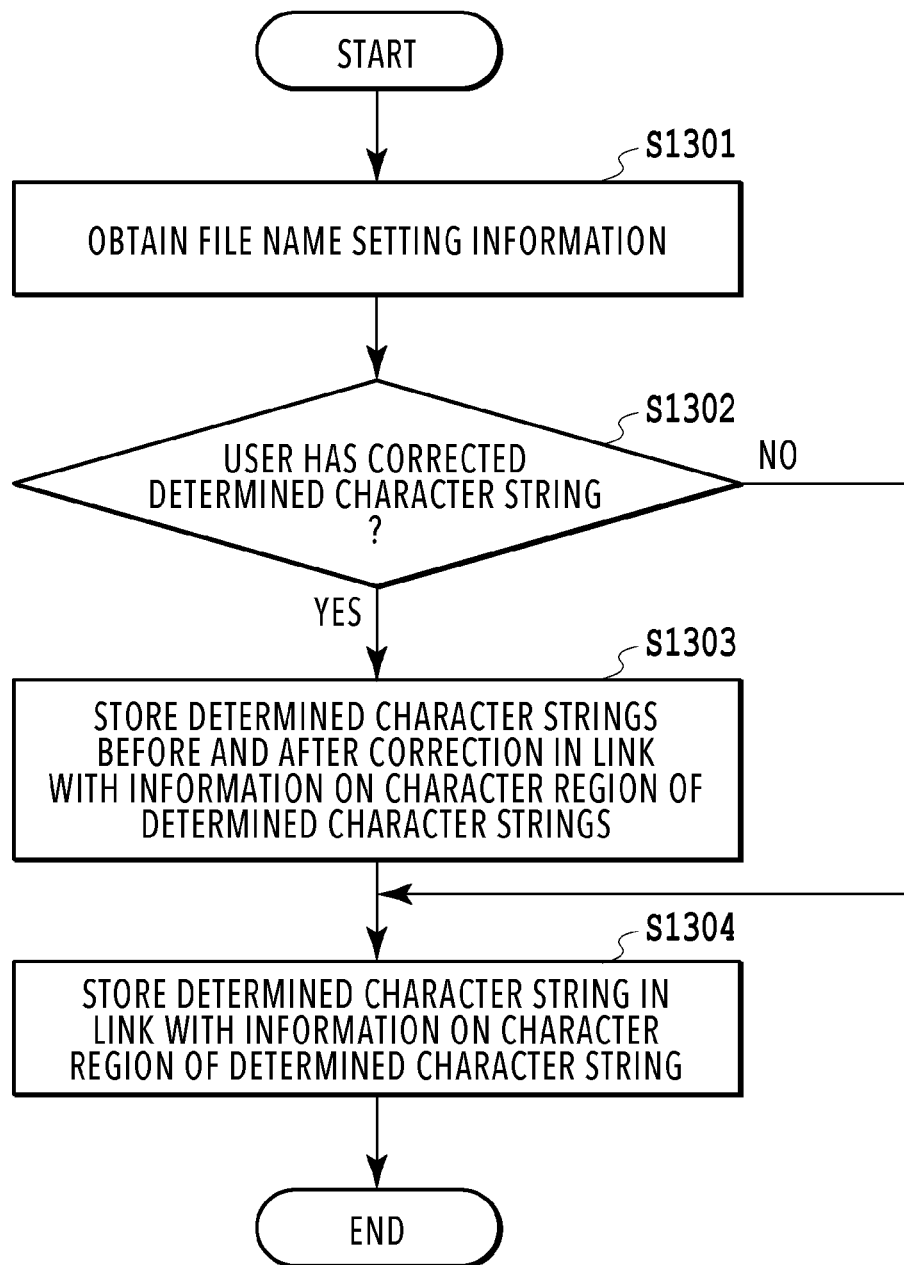 START
S1301
OBTAIN FILE NAME SETTING INFORMATION
S1302
USER HAS CORRECTED
DETERMINED CHARACTER STRING
?
NO
YES
S1303
STORE DETERMINED CHARACTER STRINGS
BEFORE AND AFTER CORRECTION IN LINK
WITH INFORMATION ON CHARACTER REGION OF
DETERMINED CHARACTER STRINGS
S1304
STORE DETERMINED CHARACTER STRING IN
LINK WITH INFORMATION ON CHARACTER
REGION OF DETERMINED CHARACTER STRING
END